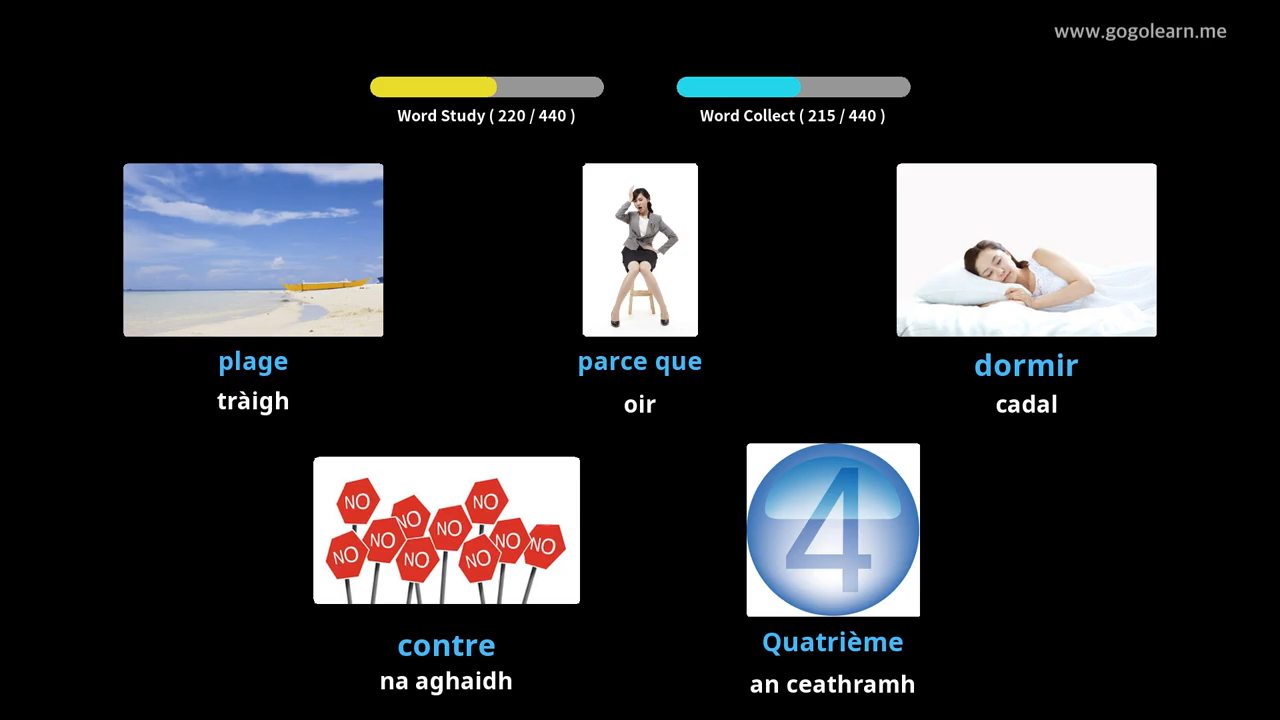 www.gogolearn.me
Word Study ( 220 / 440 )
Word Collect ( 215 / 440 )
plage
tràigh
parce que
oir
dormir
cadal
NO
NO
NO
NO
NO
NO
NO
NO
NO
NO
4
contre
na aghaidh
Quatrième
an ceathramh